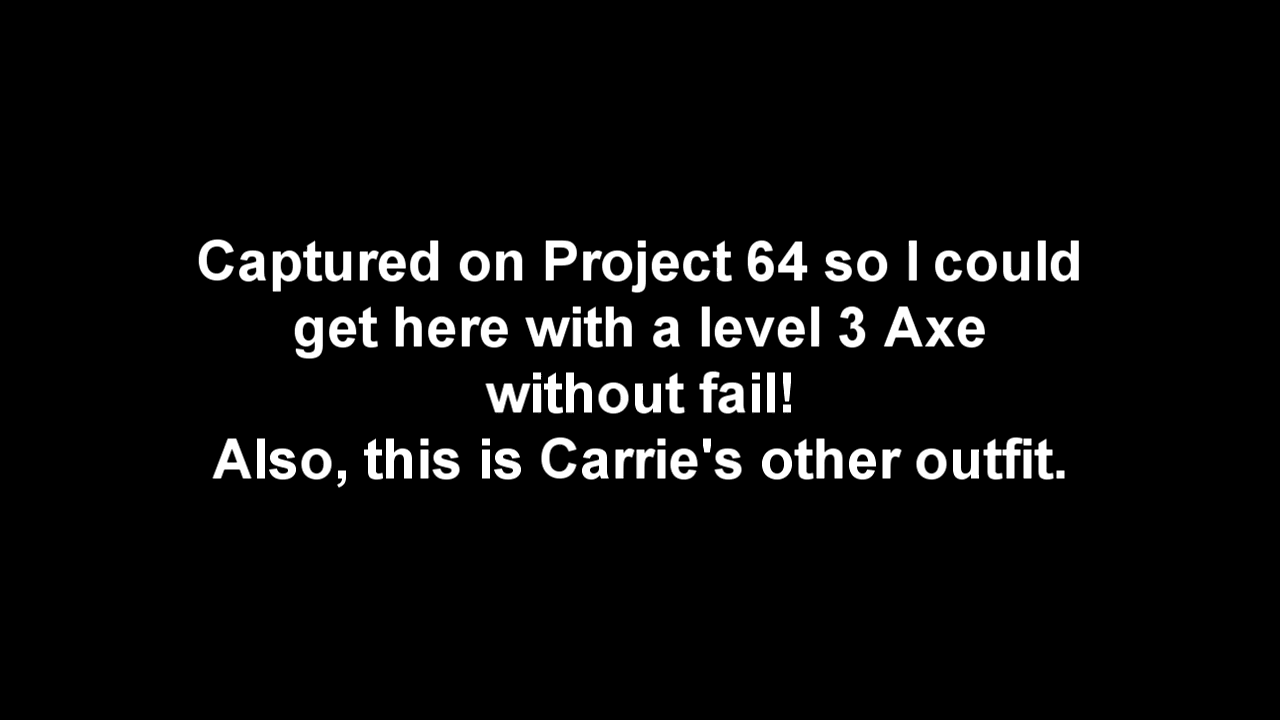 Captured on Project 64 so I could
get here with a level 3 Axe
without fail!
Also, this is Carrie's other outfit.